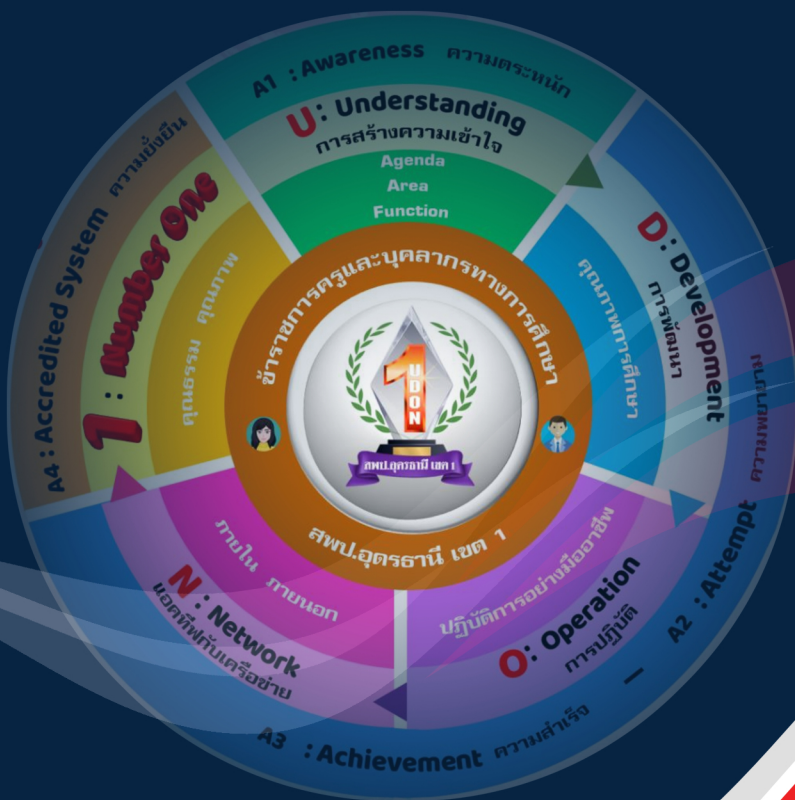 A1 : Awareness ความตระหนัก
U: Understanding
การสร้างความเข้าใจ
Agenda
Area
Function
D: Development
การพัฒนา
คุณภาพการศึกษา
A2 : Attempt ความพยายาม
O: Operation
การปฏิบัติ
ปฏิบัติการอย่างมืออาชีพ
A3 : Achievement ความสำเร็จ
N: Network
แอคทีฟกับเครือข่าย
ภายใน ภายนอก
A4 : Accredited System ความยั่งยืน
1 : Number One
คุณธรรม คุณภาพ
ข้าราชการครูและบุคลากรทางการศึกษา
สพป.อุดรธานี เขต 1
1
UDON
สพป.อุดรธานี เขต 1